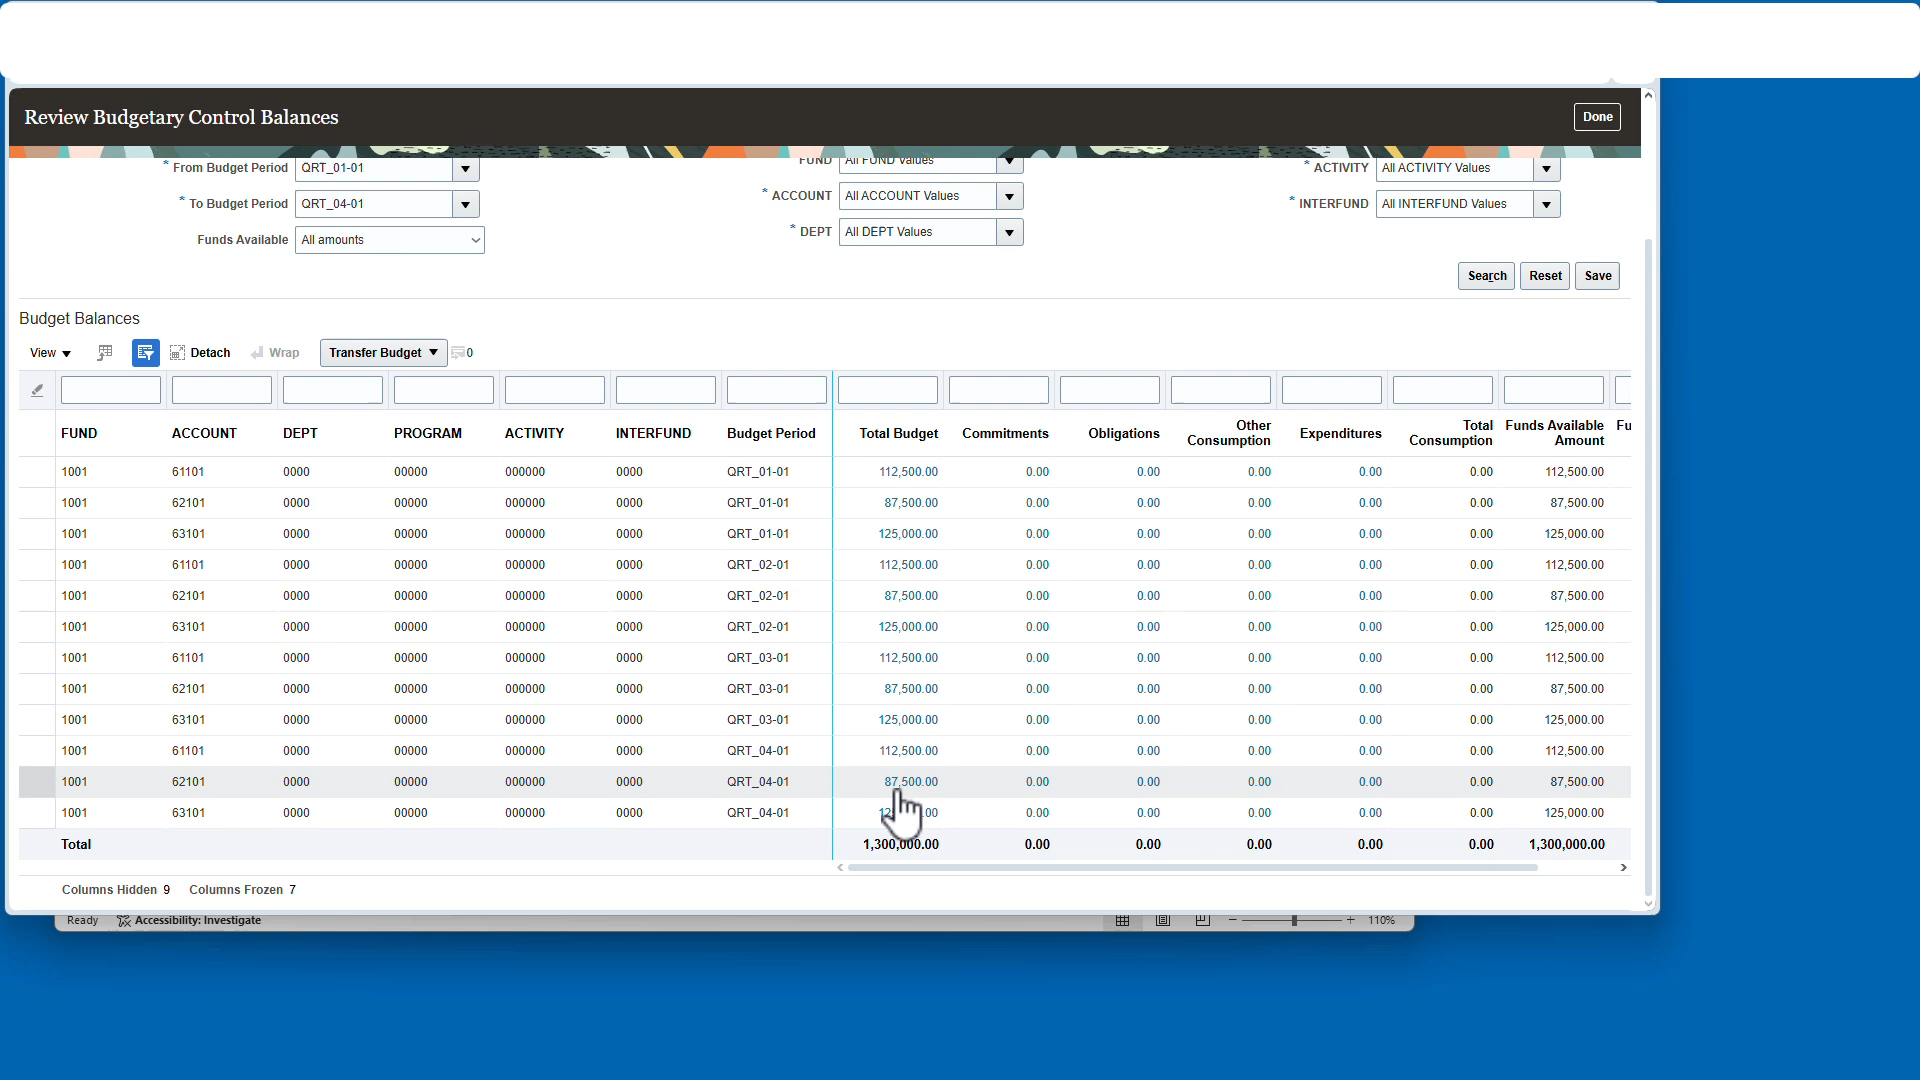 Review Budgetary Control Balances
Done
* From Budget Period QRT_01-01
FUND All FUND Values
* ACTIVITY All ACTIVITY Values
* To Budget Period QRT_04-01
* ACCOUNT All ACCOUNT Values
* INTERFUND All INTERFUND Values
Funds Available All amounts
* DEPT All DEPT Values
Search Reset Save
Budget Balances
View Detach Wrap Transfer Budget 0
FUND ACCOUNT DEPT PROGRAM ACTIVITY INTERFUND Budget Period Total Budget Commitments Obligations Other Consumption Expenditures Total Consumption Funds Available Amount Fu
1001 61101 0000 00000 000000 0000 QRT_01-01 112,500.00 0.00 0.00 0.00 0.00 0.00 112,500.00
1001 62101 0000 00000 000000 0000 QRT_01-01 87,500.00 0.00 0.00 0.00 0.00 0.00 87,500.00
1001 63101 0000 00000 000000 0000 QRT_01-01 125,000.00 0.00 0.00 0.00 0.00 0.00 125,000.00
1001 61101 0000 00000 000000 0000 QRT_02-01 112,500.00 0.00 0.00 0.00 0.00 0.00 112,500.00
1001 62101 0000 00000 000000 0000 QRT_02-01 87,500.00 0.00 0.00 0.00 0.00 0.00 87,500.00
1001 63101 0000 00000 000000 0000 QRT_02-01 125,000.00 0.00 0.00 0.00 0.00 0.00 125,000.00
1001 61101 0000 00000 000000 0000 QRT_03-01 112,500.00 0.00 0.00 0.00 0.00 0.00 112,500.00
1001 62101 0000 00000 000000 0000 QRT_03-01 87,500.00 0.00 0.00 0.00 0.00 0.00 87,500.00
1001 63101 0000 00000 000000 0000 QRT_03-01 125,000.00 0.00 0.00 0.00 0.00 0.00 125,000.00
1001 61101 0000 00000 000000 0000 QRT_04-01 112,500.00 0.00 0.00 0.00 0.00 0.00 112,500.00
1001 62101 0000 00000 000000 0000 QRT_04-01 87,500.00 0.00 0.00 0.00 0.00 0.00 87,500.00
1001 63101 0000 00000 000000 0000 QRT_04-01 0.00 0.00 0.00 0.00 0.00 125,000.00
Total 1,300,000.00 0.00 0.00 0.00 0.00 0.00 1,300,000.00
Columns Hidden 9 Columns Frozen 7
Ready Accessibility: Investigate 110%